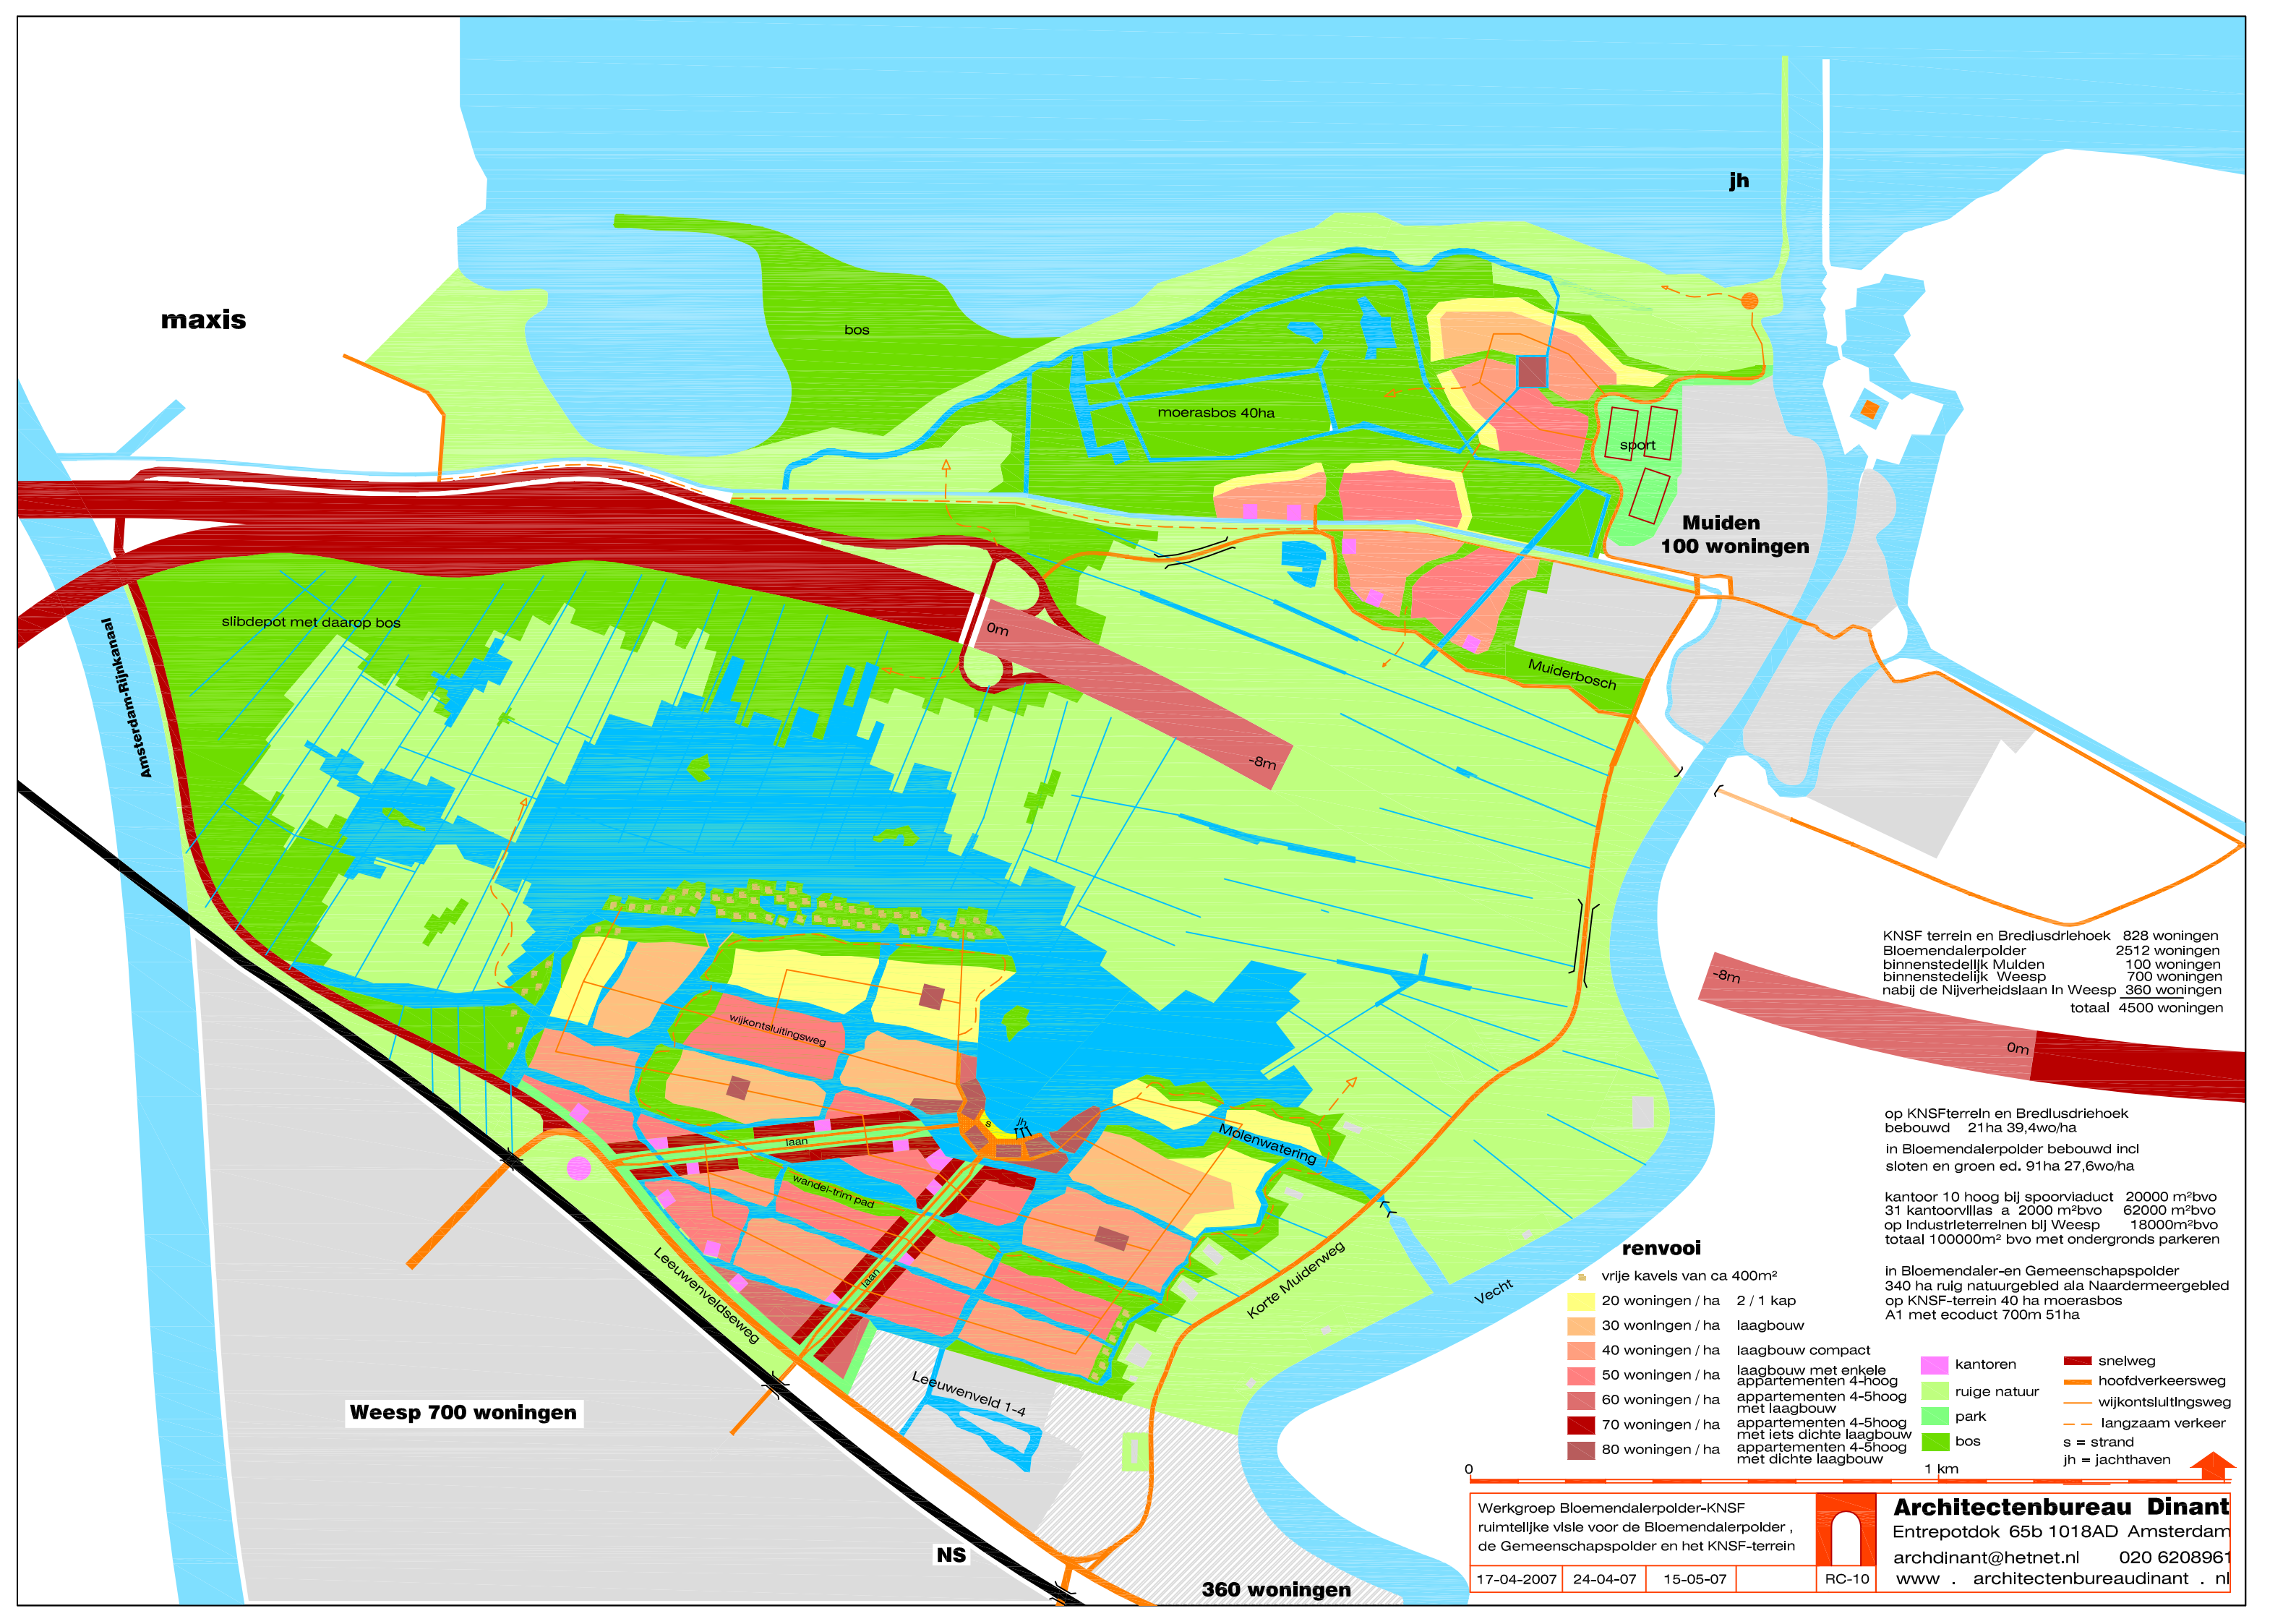 jh
maxis
bos
moerasbos 40ha
sport
Muiden
100 woningen
slibdepot met daarop bos
0m
-8m
Muiderbosch
Amsterdam-Rijnkanaal
KNSF terrein en Brediusdriehoek 828 woningen
Bloemendalerpolder 2512 woningen
binnenstedelijk Muiden 100 woningen
binnenstedelijk Weesp 700 woningen
nabij de Nijverheidslaan in Weesp 360 woningen
totaal 4500 woningen
-8m
0m
wijkontsluitingsweg
s
jh
laan
wandel-trim pad
laan
Molenwatering
Leeuwenveldseweg
Korte Muiderweg
Vecht
Leeuwenveld 1-4
Weesp 700 woningen
NS
360 woningen
op KNSFterrein en Brediusdriehoek
bebouwd 21ha 39,4wo/ha
in Bloemendalerpolder bebouwd incl
sloten en groen ed. 91ha 27,6wo/ha
kantoor 10 hoog bij spoorviaduct 20000 m²bvo
31 kantoorvillas a 2000 m²bvo 62000 m²bvo
op industrieterreinen bij Weesp 18000m²bvo
totaal 100000m² bvo met ondergronds parkeren
in Bloemendaler-en Gemeenschapspolder
340 ha ruig natuurgebied ala Naardermeergebied
op KNSF-terrein 40 ha moerasbos
A1 met ecoduct 700m 51ha
renvooi
vrije kavels van ca 400m²
20 woningen / ha 2 / 1 kap
30 woningen / ha laagbouw
40 woningen / ha laagbouw compact
50 woningen / ha laagbouw met enkele
appartementen 4-hoog
60 woningen / ha appartementen 4-5hoog
met laagbouw
70 woningen / ha appartementen 4-5hoog
met iets dichte laagbouw
80 woningen / ha appartementen 4-5hoog
met dichte laagbouw
kantoren
ruige natuur
park
bos
snelweg
hoofdverkeersweg
wijkontsluitingsweg
langzaam verkeer
s = strand
jh = jachthaven
0 1 km
Werkgroep Bloemendalerpolder-KNSF
ruimtelijke visie voor de Bloemendalerpolder ,
de Gemeenschapspolder en het KNSF-terrein
17-04-2007 24-04-07 15-05-07 RC-10
Architectenbureau Dinant
Entrepotdok 65b 1018AD Amsterdam
archdinant@hetnet.nl 020 6208961
www . architectenbureaudinant . nl